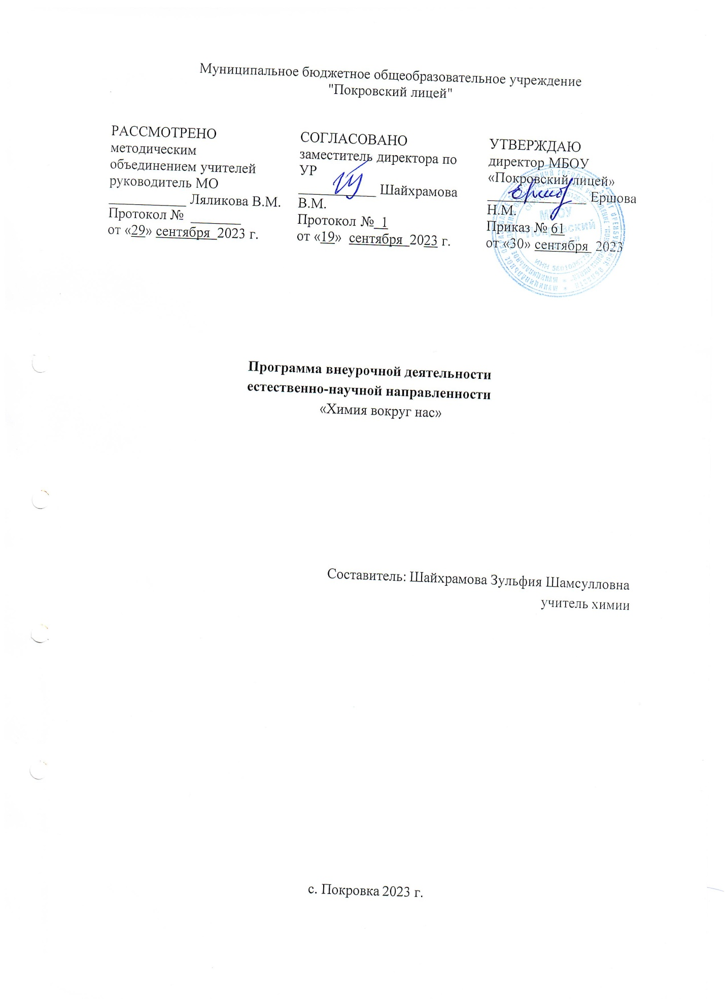 Муниципальное бюджетное общеобразовательное учреждение
"Покровский лицей"
РАССМОТРЕНО
методическим
объединением учителей
руководитель МО
___________ Ляликова В.М.
Протокол № _______
от «29» сентября 2023 г.
СОГЛАСОВАНО
заместитель директора по
УР
___________ Шайхрамова
В.М.
Протокол № 1
от «19» сентября 2023 г.
УТВЕРЖДАЮ
директор МБОУ
«Покровский лицей»
______________ Ершова
Н.М.
Приказ № 61
от «30» сентября 2023
МБОУ
Программа внеурочной деятельности
естественно-научной направленности
«Химия вокруг нас»
Составитель: Шайхрамова Зульфия Шамсулловна
учитель химии
с. Покровка 2023 г.